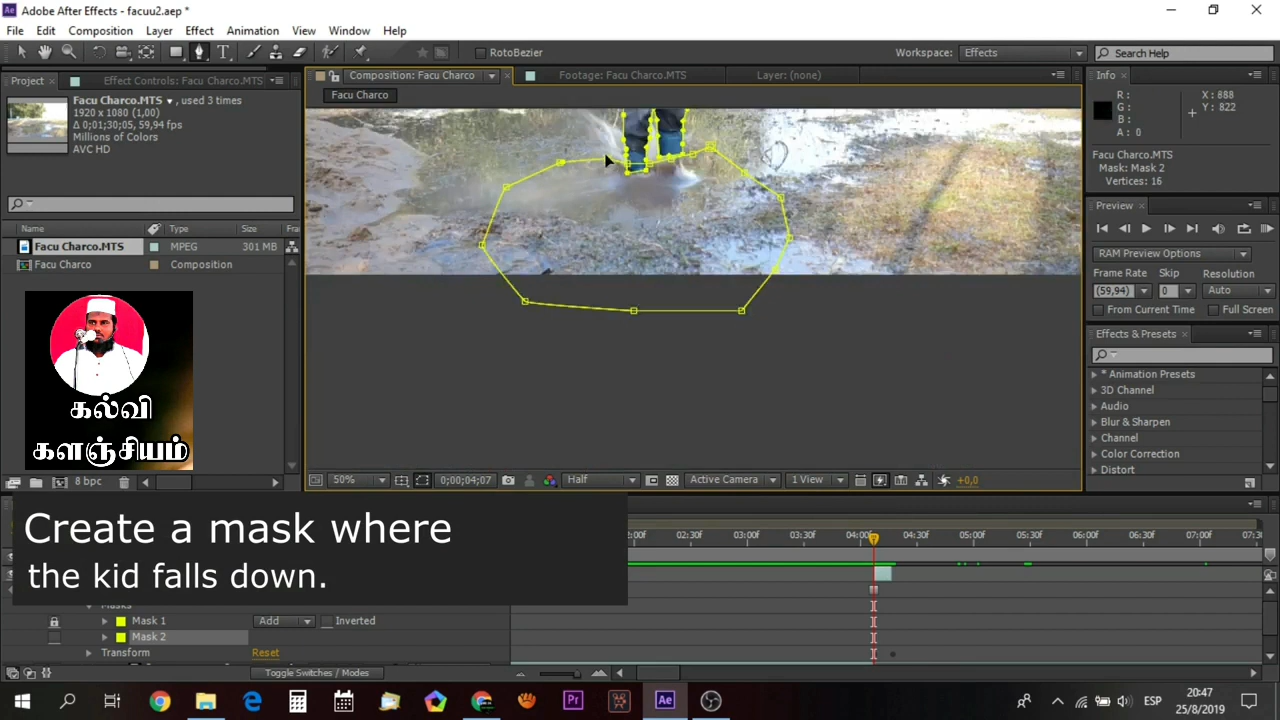 Adobe After Effects - facuu2.aep *
File Edit Composition Layer Effect Animation View Window Help
RotoBezier
Workspace: Effects
Search Help
Project
Effect Controls: Facu Charco.MTS
Composition: Facu Charco
Footage: Facu Charco.MTS
Layer: (none)
Info
Facu Charco
Facu Charco.MTS ▾ , used 3 times
1920 x 1080 (1,00)
Δ 0;01;30;05, 59,94 fps
Millions of Colors
AVC HD
R :
G :
B :
A : 0
X : 888
Y : 822
Facu Charco.MTS
Mask: Mask 2
Vertices: 16
Preview
Name Type Size Fra
Facu Charco.MTS MPEG 301 MB
Facu Charco Composition
RAM Preview Options
Frame Rate Skip Resolution
(59,94) 0 Auto
From Current Time Full Screen
Effects & Presets
* Animation Presets
3D Channel
Audio
Blur & Sharpen
Channel
Color Correction
Distort
கல்வி
களஞ்சியம்
8 bpc
50% 0;00;04;07 Half Active Camera 1 View +0,0
Create a mask where
the kid falls down.
:00f 02:30f 03:00f 03:30f 04:00f 04:30f 05:00f 05:30f 06:00f 06:30f 07:00f 07:3
Masks
Mask 1 Add Inverted
Mask 2
Transform Reset
Toggle Switches / Modes
Pr
Ae
ESP
20:47
25/8/2019